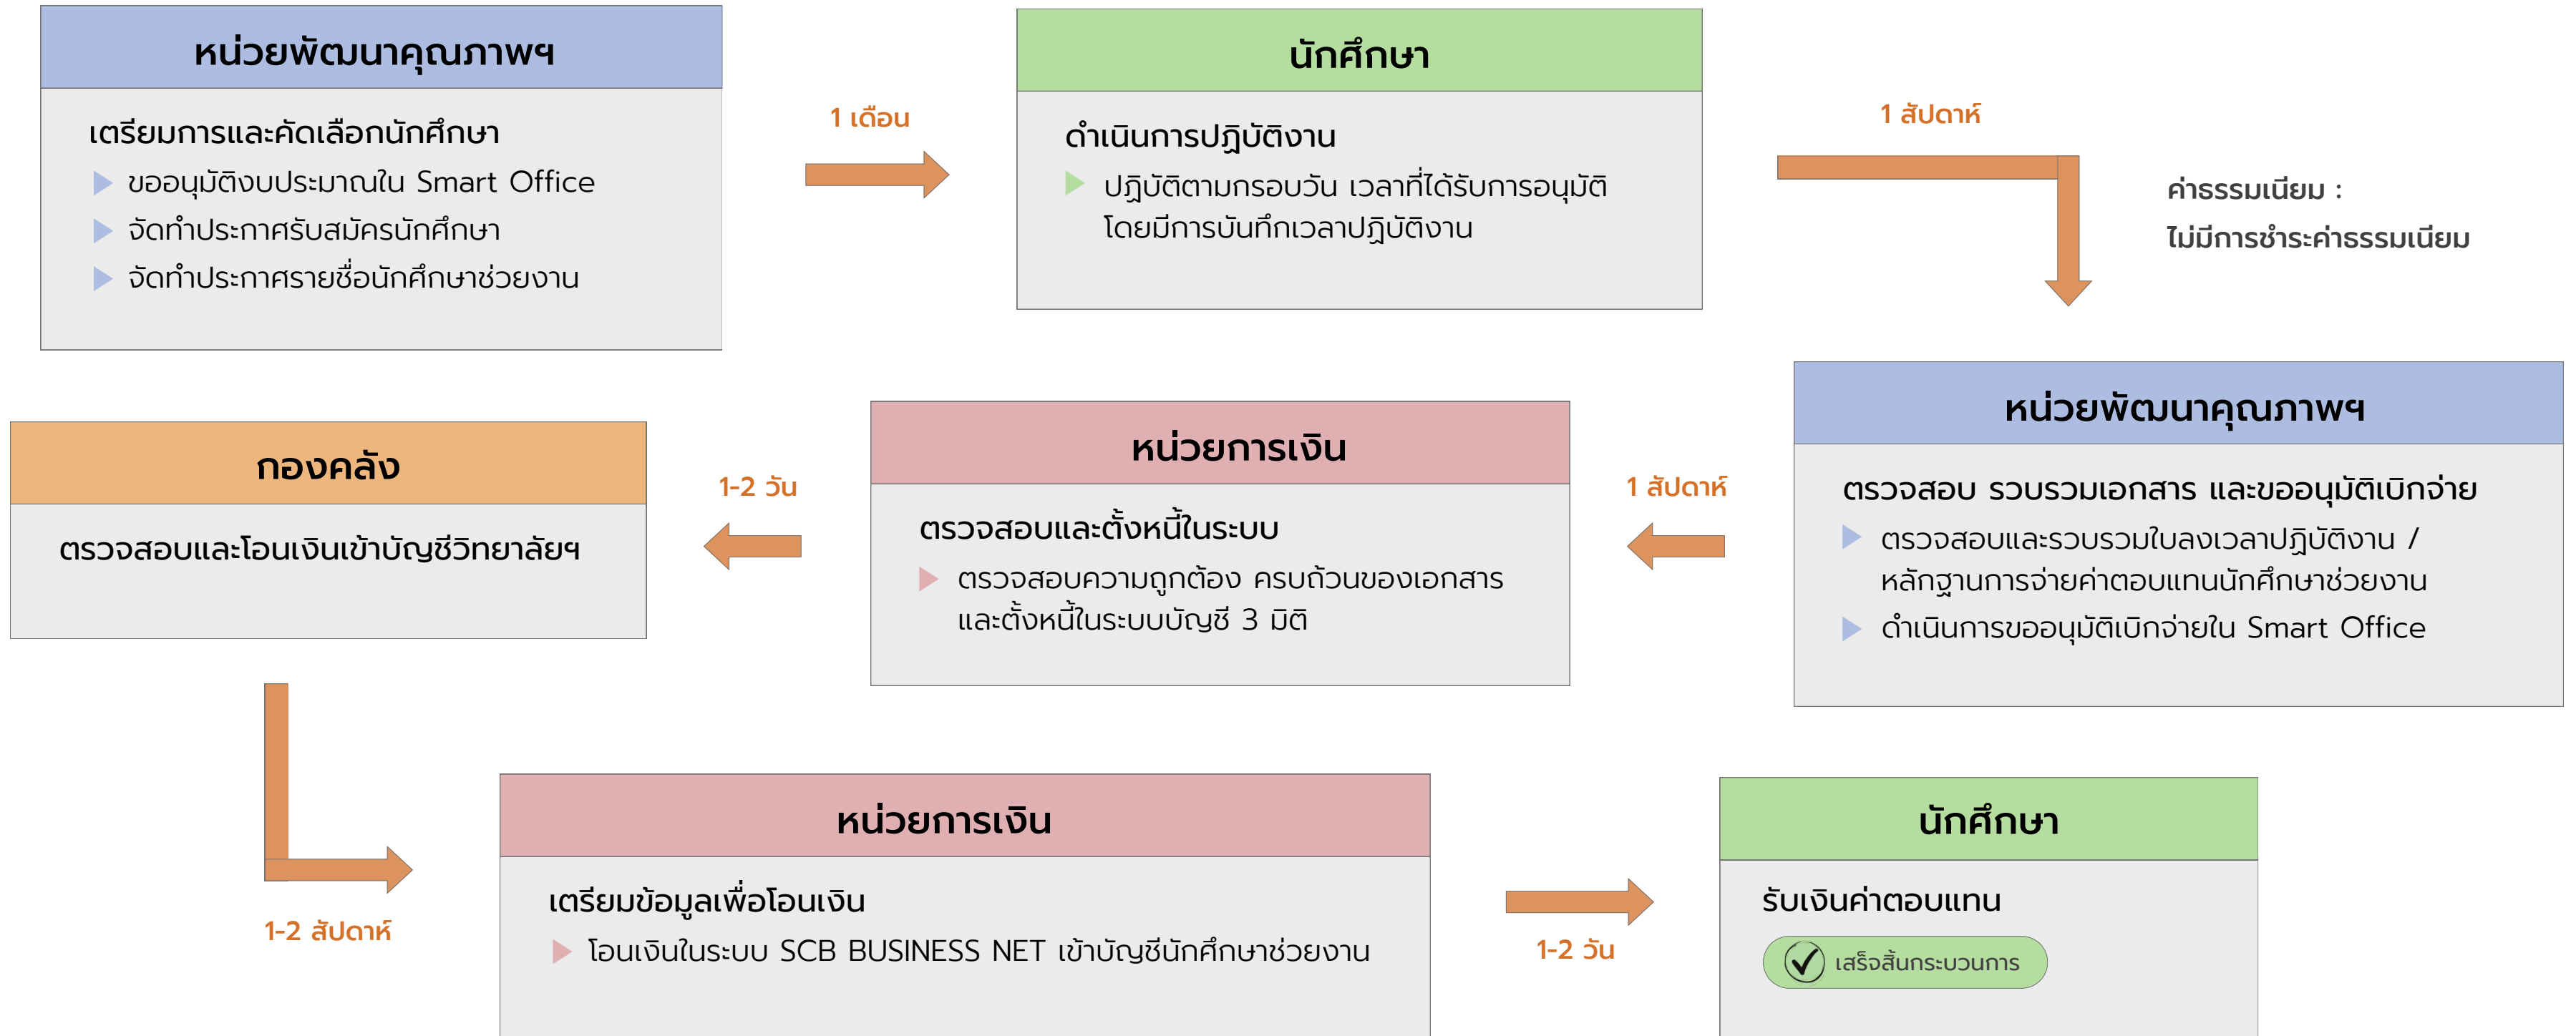 หน่วยพัฒนาคุณภาพฯ
เตรียมการและคัดเลือกนักศึกษา
ขออนุมัติงบประมาณใน Smart Office
จัดทำประกาศรับสมัครนักศึกษา
จัดทำประกาศรายชื่อนักศึกษาช่วยงาน
1 เดือน
นักศึกษา
ดำเนินการปฏิบัติงาน
ปฏิบัติตามกรอบวัน เวลาที่ได้รับการอนุมัติ
โดยมีการบันทึกเวลาปฏิบัติงาน
1 สัปดาห์
ค่าธรรมเนียม :
ไม่มีการชำระค่าธรรมเนียม
หน่วยพัฒนาคุณภาพฯ
ตรวจสอบ รวบรวมเอกสาร และขออนุมัติเบิกจ่าย
ตรวจสอบและรวบรวมใบลงเวลาปฏิบัติงาน /
หลักฐานการจ่ายค่าตอบแทนนักศึกษาช่วยงาน
ดำเนินการขออนุมัติเบิกจ่ายใน Smart Office
1 สัปดาห์
หน่วยการเงิน
ตรวจสอบและตั้งหนี้ในระบบ
ตรวจสอบความถูกต้อง ครบถ้วนของเอกสาร
และตั้งหนี้ในระบบบัญชี 3 มิติ
1-2 วัน
กองคลัง
ตรวจสอบและโอนเงินเข้าบัญชีวิทยาลัยฯ
1-2 สัปดาห์
หน่วยการเงิน
เตรียมข้อมูลเพื่อโอนเงิน
โอนเงินในระบบ SCB BUSINESS NET เข้าบัญชีนักศึกษาช่วยงาน
1-2 วัน
นักศึกษา
รับเงินค่าตอบแทน
เสร็จสิ้นกระบวนการ